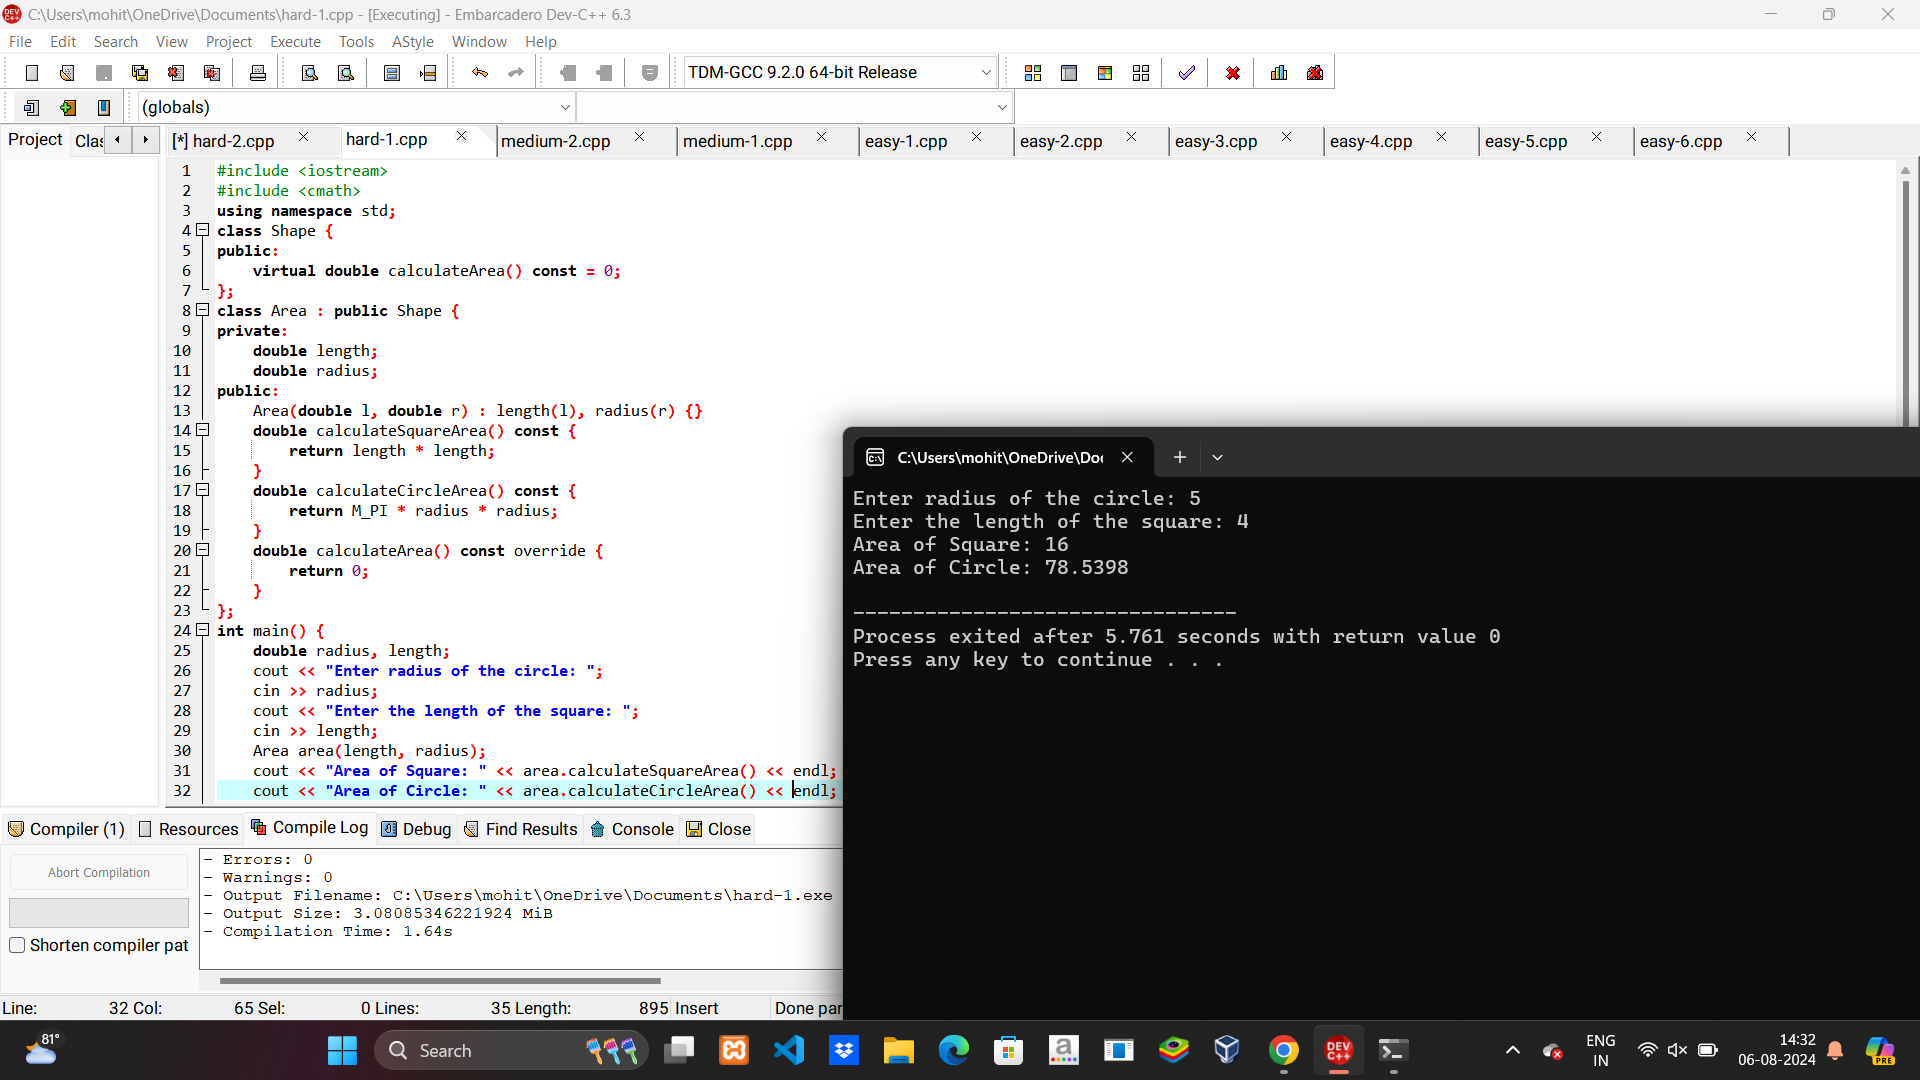 C:\Users\mohit\OneDrive\Documents\hard-1.cpp - [Executing] - Embarcadero Dev-C++ 6.3
File Edit Search View Project Execute Tools AStyle Window Help
TDM-GCC 9.2.0 64-bit Release
(globals)
Project Clas [*] hard-2.cpp hard-1.cpp medium-2.cpp medium-1.cpp easy-1.cpp easy-2.cpp easy-3.cpp easy-4.cpp easy-5.cpp easy-6.cpp
1 #include <iostream>
2 #include <cmath>
3 using namespace std;
4 class Shape {
5 public:
6 virtual double calculateArea() const = 0;
7 };
8 class Area : public Shape {
9 private:
10 double length;
11 double radius;
12 public:
13 Area(double l, double r) : length(l), radius(r) {}
14 double calculateSquareArea() const {
15 return length * length;
16 }
17 double calculateCircleArea() const {
18 return M_PI * radius * radius;
19 }
20 double calculateArea() const override {
21 return 0;
22 }
23 };
24 int main() {
25 double radius, length;
26 cout << "Enter radius of the circle: ";
27 cin >> radius;
28 cout << "Enter the length of the square: ";
29 cin >> length;
30 Area area(length, radius);
31 cout << "Area of Square: " << area.calculateSquareArea() << endl;
32 cout << "Area of Circle: " << area.calculateCircleArea() << endl;
C:\Users\mohit\OneDrive\Doc
Enter radius of the circle: 5
Enter the length of the square: 4
Area of Square: 16
Area of Circle: 78.5398
--------------------------------
Process exited after 5.761 seconds with return value 0
Press any key to continue . . .
Compiler (1) Resources Compile Log Debug Find Results Console Close
Abort Compilation
Shorten compiler pat
- Errors: 0
- Warnings: 0
- Output Filename: C:\Users\mohit\OneDrive\Documents\hard-1.exe
- Output Size: 3.08085346221924 MiB
- Compilation Time: 1.64s
Line: 32 Col: 65 Sel: 0 Lines: 35 Length: 895 Insert Done par
81°
Search
ENG
IN
14:32
06-08-2024
DEV
C++
PRE